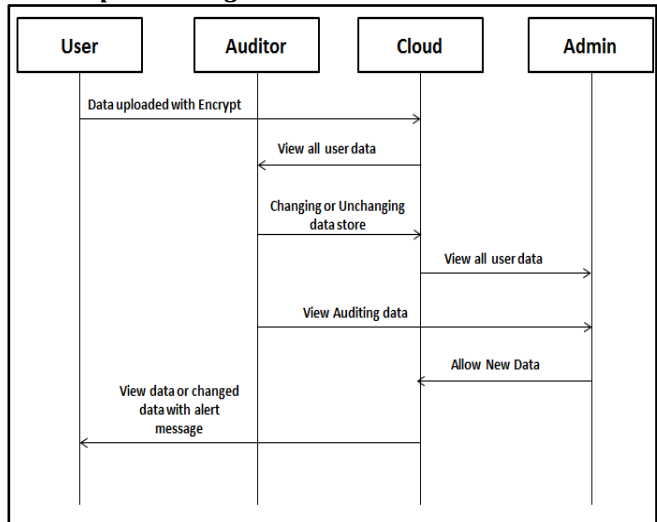 User
Auditor
Cloud
Admin
Data uploaded with Encrypt
View all user data
Changing or Unchanging
data store
View all user data
View Auditing data
Allow New Data
View data or changed
data with alert
message